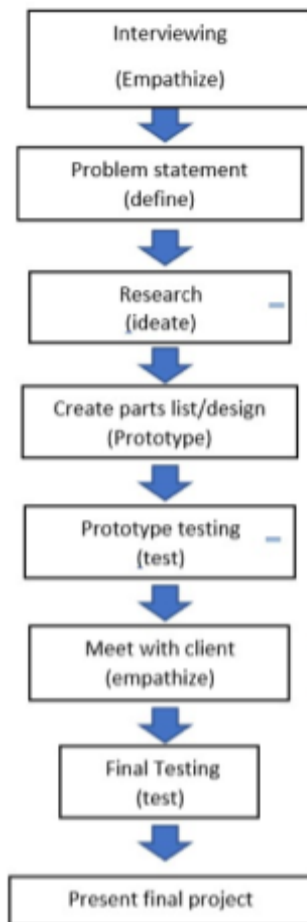 Interviewing
(Empathize)
Problem statement
(define)
Research
(ideate)
Create parts list/design
(Prototype)
Prototype testing
(test)
Meet with client
(empathize)
Final Testing
(test)
Present final project